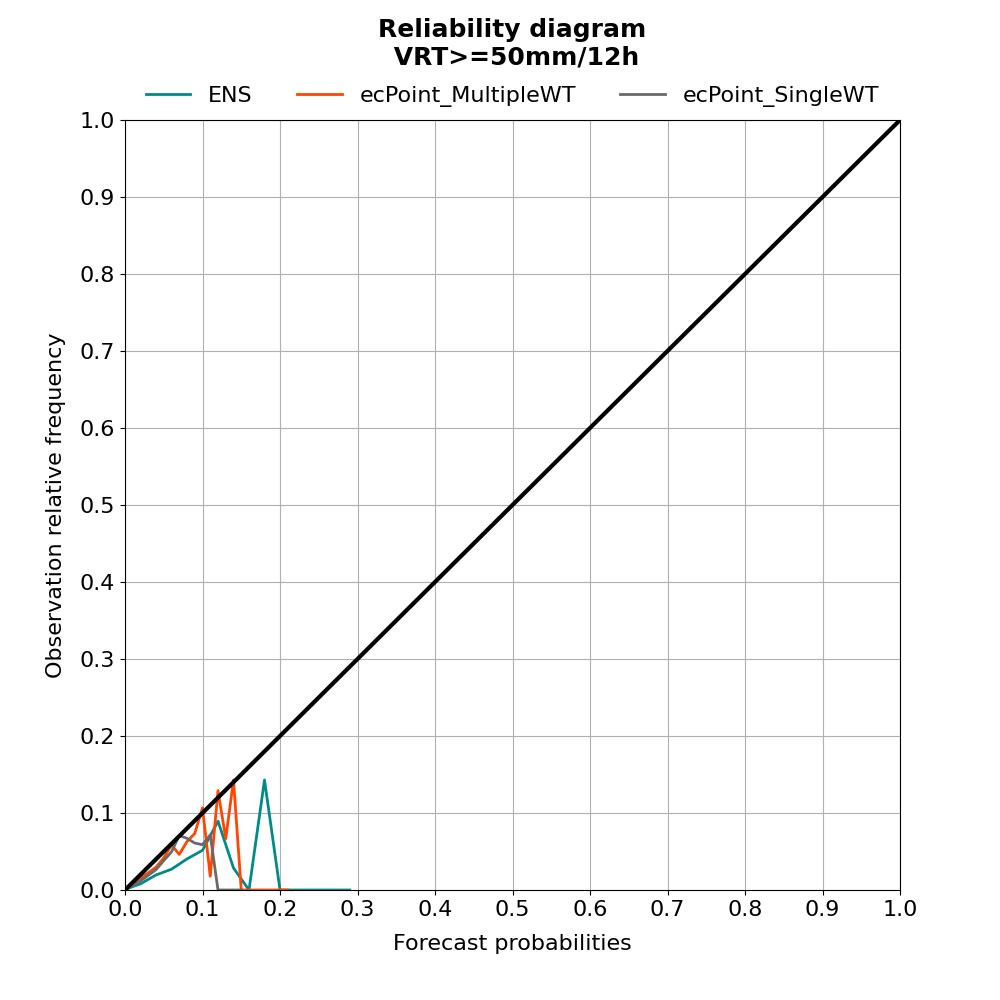 Reliability diagram
VRT>=50mm/12h
ENS ecPoint_MultipleWT ecPoint_SingleWT
1.0
0.9
0.8
0.7
0.6
0.5
0.4
0.3
0.2
0.1
0.0
Observation relative frequency
0.0 0.1 0.2 0.3 0.4 0.5 0.6 0.7 0.8 0.9 1.0
Forecast probabilities